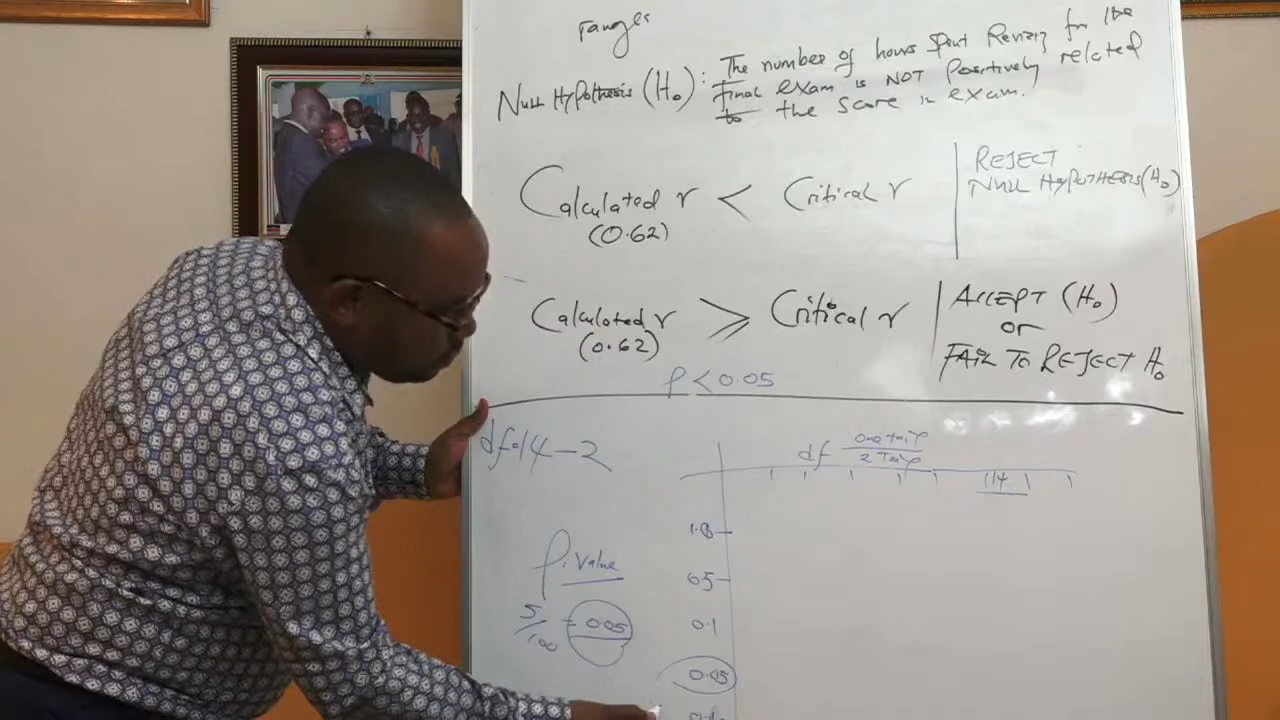 ranges
Null Hypothesis (H₀): The number of hours spent Revising for the
final exam is NOT Positively related
to the score in exam.
Calculated r < Critical r
(0.62)
REJECT
NULL HYPOTHESIS (H₀)
Calculated r > Critical r
(0.62)
ACCEPT (H₀)
or
FAIL TO REJECT H₀
P < 0.05
df=14-2
df One tail
2 Tail
14
1.0
P. Value
0.5
5/100 = 0.05
0.1
0.05